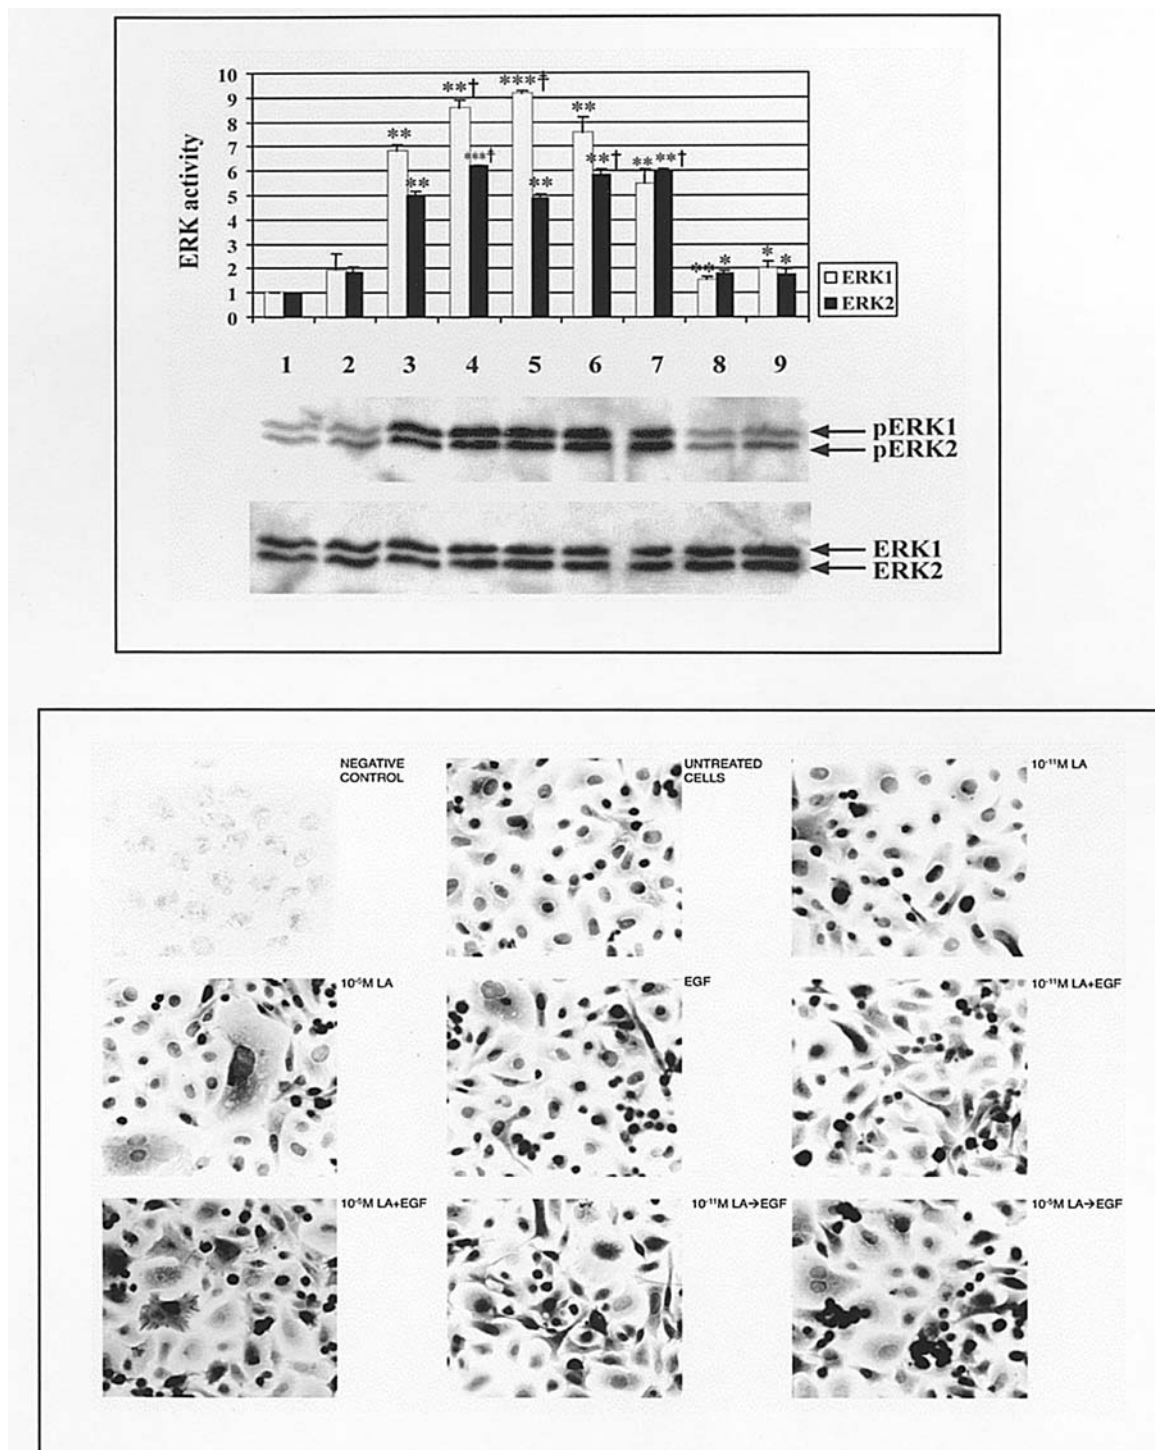 10
9
8
7
6
5
4
3
2
1
0
ERK activity
**
**
**†
***‡
***‡
**
**
**†
**
**†
**
*
*
*
ERK1
ERK2
1 2 3 4 5 6 7 8 9
pERK1
pERK2
ERK1
ERK2
NEGATIVE
CONTROL
UNTREATED
CELLS
10⁻¹¹M LA
10⁻⁵M LA
EGF
10⁻¹¹M LA+EGF
10⁻⁵M LA+EGF
10⁻¹¹M LA→EGF
10⁻⁵M LA→EGF